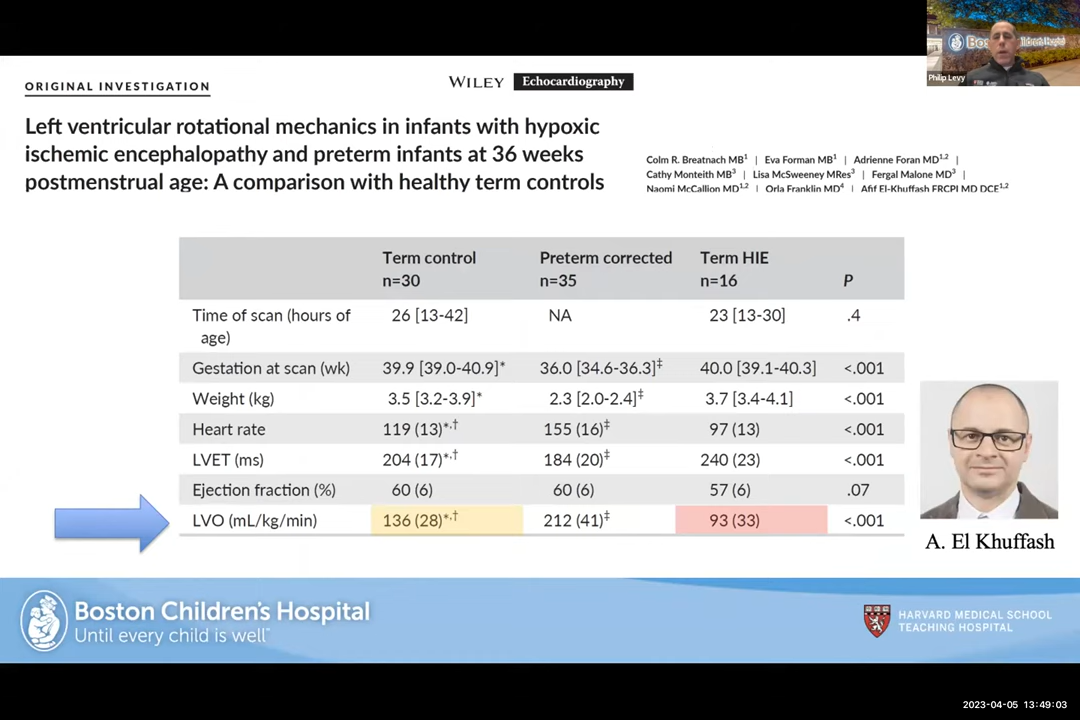 Boston Children's Hospital
Philip Levy
ORIGINAL INVESTIGATION
WILEY Echocardiography
Left ventricular rotational mechanics in infants with hypoxic
ischemic encephalopathy and preterm infants at 36 weeks
postmenstrual age: A comparison with healthy term controls
Colm R. Breatnach MB1 | Eva Forman MB1 | Adrienne Foran MD1,2 |
Cathy Monteith MB3 | Lisa McSweeney MRes3 | Fergal Malone MD3 |
Naomi McCallion MD1,2 | Orla Franklin MD4 | Afif El-Khuffash FRCPI MD DCE1,2
Term control Preterm corrected Term HIE
n=30 n=35 n=16 P
Time of scan (hours of 26 [13-42] NA 23 [13-30] .4
age)
Gestation at scan (wk) 39.9 [39.0-40.9]* 36.0 [34.6-36.3]‡ 40.0 [39.1-40.3] <.001
Weight (kg) 3.5 [3.2-3.9]* 2.3 [2.0-2.4]‡ 3.7 [3.4-4.1] <.001
Heart rate 119 (13)*,† 155 (16)‡ 97 (13) <.001
LVET (ms) 204 (17)*,† 184 (20)‡ 240 (23) <.001
Ejection fraction (%) 60 (6) 60 (6) 57 (6) .07
LVO (mL/kg/min) 136 (28)*,† 212 (41)‡ 93 (33) <.001
A. El Khuffash
Boston Children's Hospital
Until every child is well™
HARVARD MEDICAL SCHOOL
TEACHING HOSPITAL
2023-04-05 13:49:03